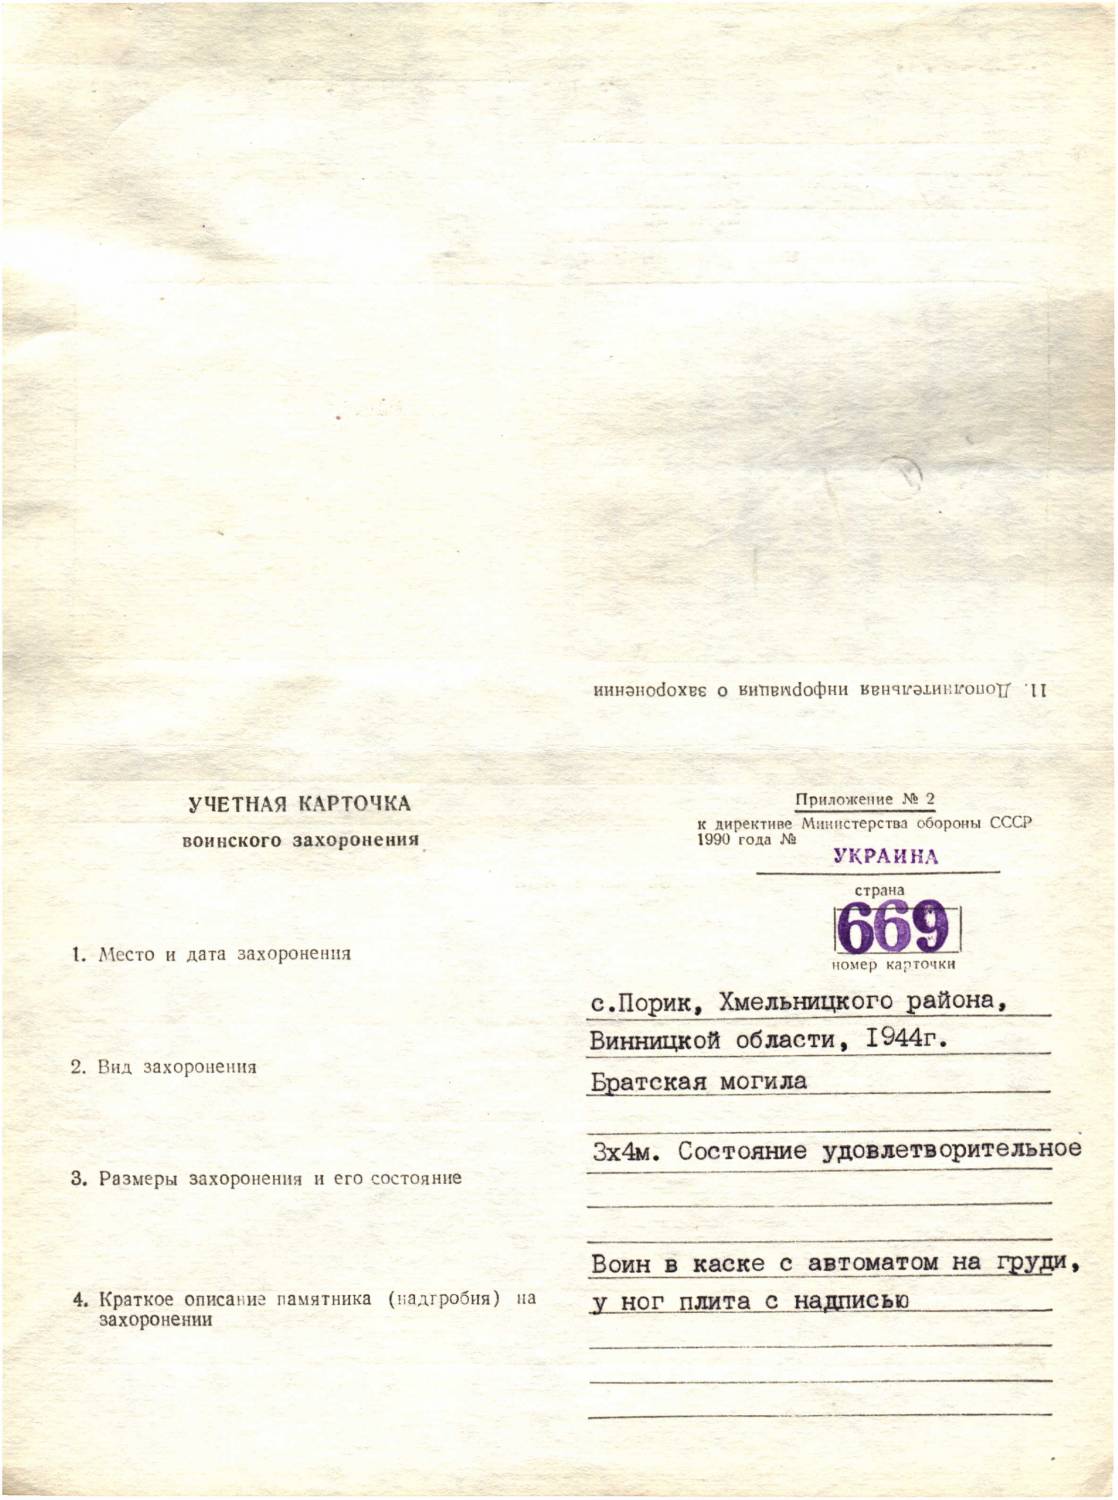 11. Дополнительная информация о захоронении
УЧЕТНАЯ КАРТОЧКА
воинского захоронения
Приложение № 2
к директиве Министерства обороны СССР
1990 года №
УКРАИНА
страна
669
номер карточки
1. Место и дата захоронения
с.Порик, Хмельницкого района,
Винницкой области, 1944г.
2. Вид захоронения
Братская могила
3. Размеры захоронения и его состояние
3х4м. Состояние удовлетворительное
4. Краткое описание памятника (надгробия) на
захоронении
Воин в каске с автоматом на груди,
у ног плита с надписью